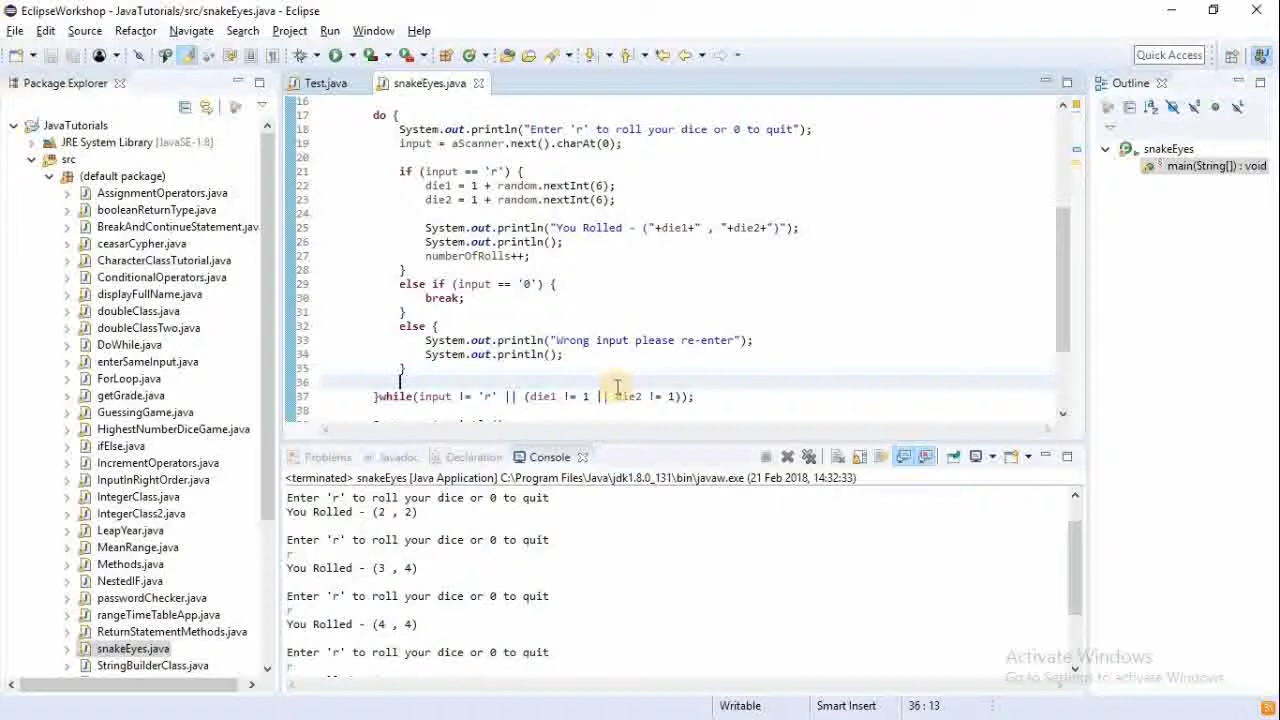 EclipseWorkshop - JavaTutorials/src/snakeEyes.java - Eclipse
File Edit Source Refactor Navigate Search Project Run Window Help
Quick Access
Package Explorer
JavaTutorials
JRE System Library [JavaSE-1.8]
src
(default package)
AssignmentOperators.java
booleanReturnType.java
BreakAndContinueStatement.jav
ceasarCypher.java
CharacterClassTutorial.java
ConditionalOperators.java
displayFullName.java
doubleClass.java
doubleClassTwo.java
DoWhile.java
enterSameInput.java
ForLoop.java
getGrade.java
GuessingGame.java
HighestNumberDiceGame.java
ifElse.java
IncrementOperators.java
InputInRightOrder.java
IntegerClass.java
IntegerClass2.java
LeapYear.java
MeanRange.java
Methods.java
NestedIF.java
passwordChecker.java
rangeTimeTableApp.java
ReturnStatementMethods.java
snakeEyes.java
StringBuilderClass.java
Test.java snakeEyes.java
16
17 do {
18 System.out.println("Enter 'r' to roll your dice or 0 to quit");
19 input = aScanner.next().charAt(0);
20
21 if (input == 'r') {
22 die1 = 1 + random.nextInt(6);
23 die2 = 1 + random.nextInt(6);
24
25 System.out.println("You Rolled - ("+die1+" , "+die2+")");
26 System.out.println();
27 numberOfRolls++;
28 }
29 else if (input == '0') {
30 break;
31 }
32 else {
33 System.out.println("Wrong input please re-enter");
34 System.out.println();
35 }
36
37 }while(input != 'r' || (die1 != 1 || die2 != 1));
38
Problems Javadoc Declaration Console
<terminated> snakeEyes [Java Application] C:\Program Files\Java\jdk1.8.0_131\bin\javaw.exe (21 Feb 2018, 14:32:33)
Enter 'r' to roll your dice or 0 to quit
You Rolled - (2 , 2)
Enter 'r' to roll your dice or 0 to quit
r
You Rolled - (3 , 4)
Enter 'r' to roll your dice or 0 to quit
r
You Rolled - (4 , 4)
Enter 'r' to roll your dice or 0 to quit
r
Outline
snakeEyes
main(String[]) : void
Activate Windows
Go to Settings to activate Windows.
Writable Smart Insert 36 : 13